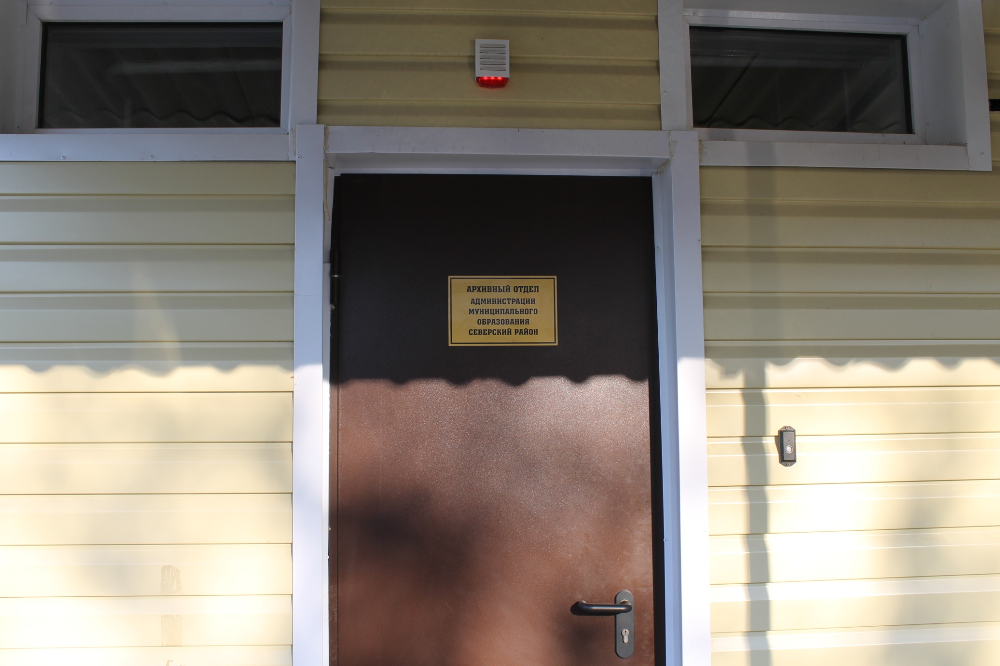 АРХИВНЫЙ ОТДЕЛ
АДМИНИСТРАЦИИ
МУНИЦИПАЛЬНОГО
ОБРАЗОВАНИЯ
СЕВЕРСКИЙ РАЙОН